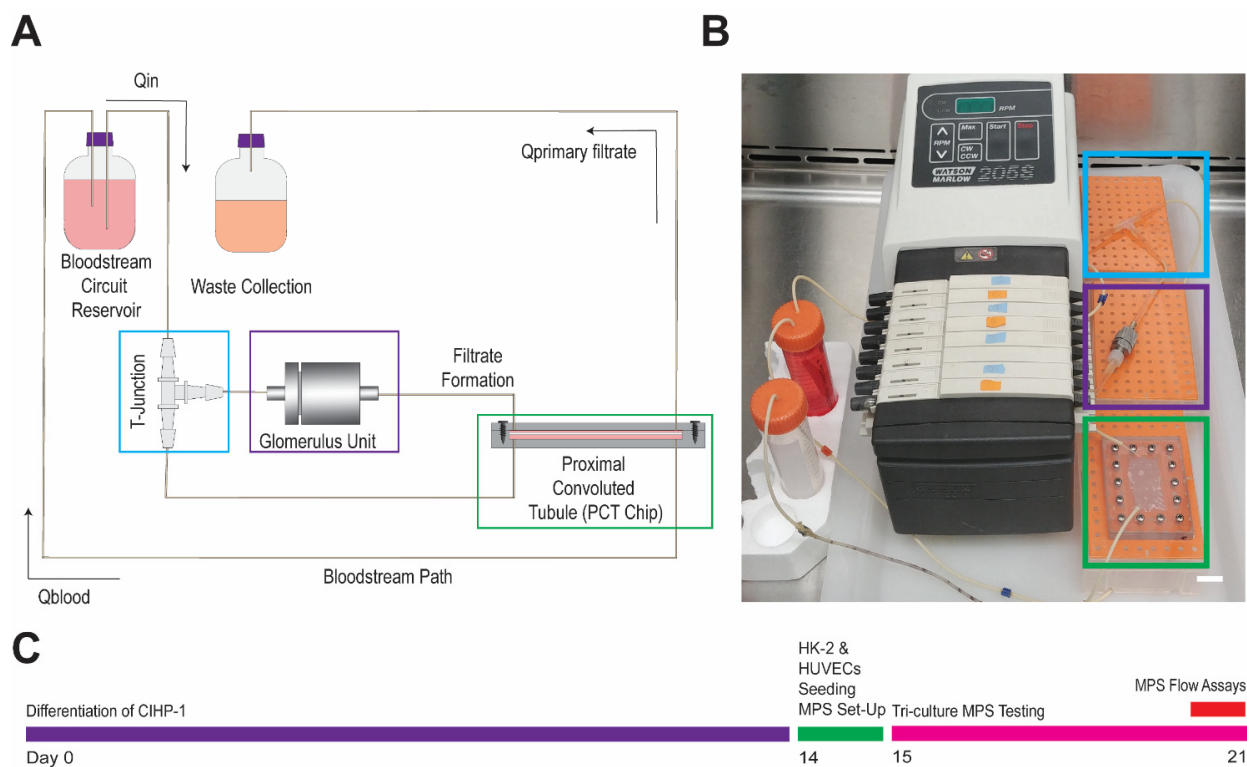 A
B
Qin
Qprimary filtrate
Bloodstream
Circuit
Reservoir
Waste Collection
T-Junction
Glomerulus Unit
Filtrate
Formation
Proximal
Convoluted
Tubule (PCT Chip)
Bloodstream Path
Qblood
RPM
RPM
Max
Start
Stop
CW
CCW
WATSON
MARLOW
205S
C
HK-2 &
HUVECs
Seeding
MPS Set-Up
Differentiation of CIHP-1
Tri-culture MPS Testing
MPS Flow Assays
Day 0
14
15
21